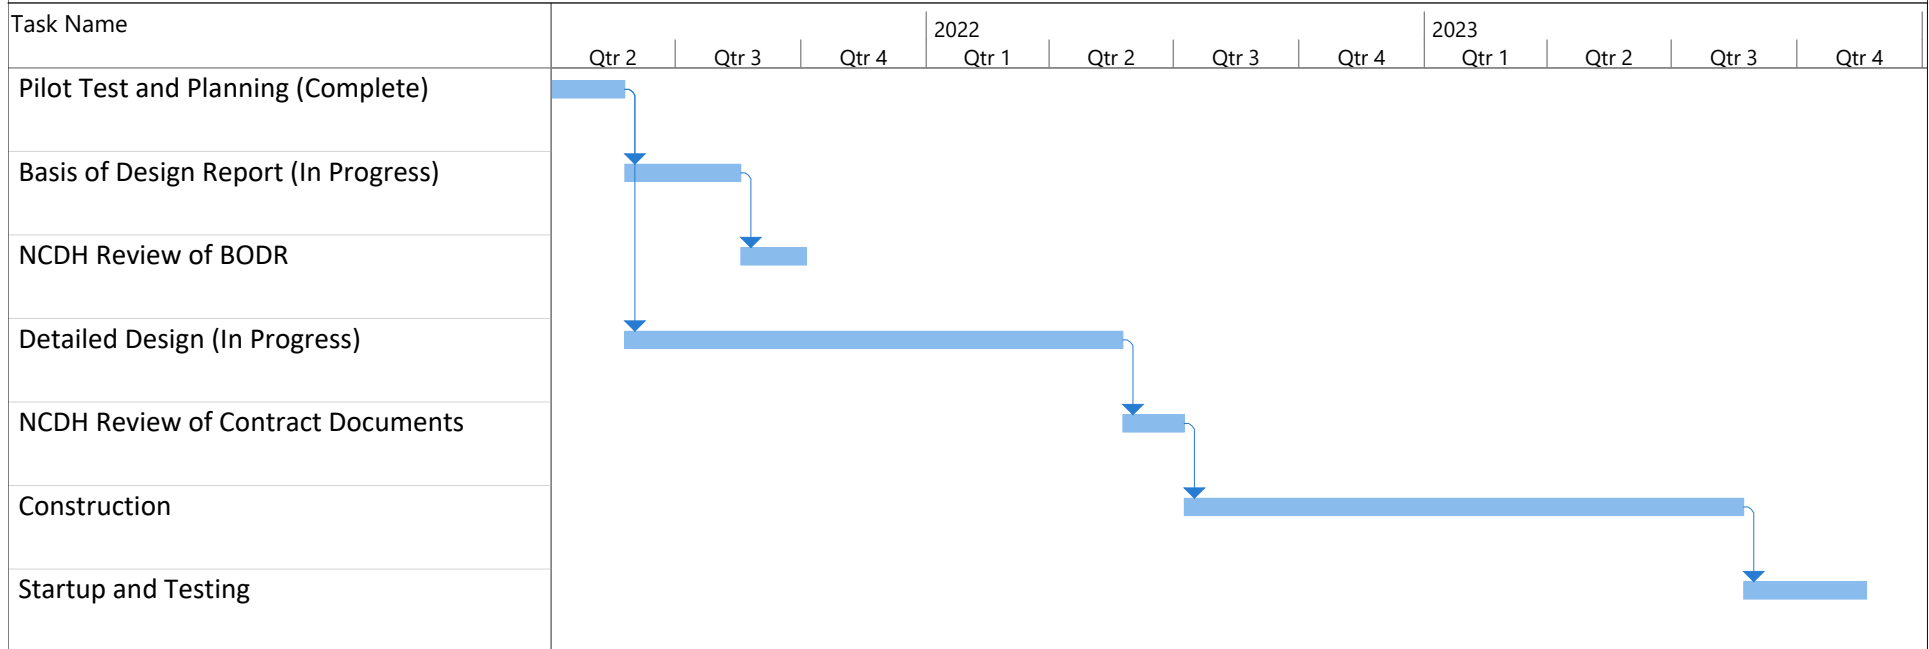 Task Name
2022
2023
Qtr 2 Qtr 3 Qtr 4 Qtr 1 Qtr 2 Qtr 3 Qtr 4 Qtr 1 Qtr 2 Qtr 3 Qtr 4
Pilot Test and Planning (Complete)
Basis of Design Report (In Progress)
NCDH Review of BODR
Detailed Design (In Progress)
NCDH Review of Contract Documents
Construction
Startup and Testing